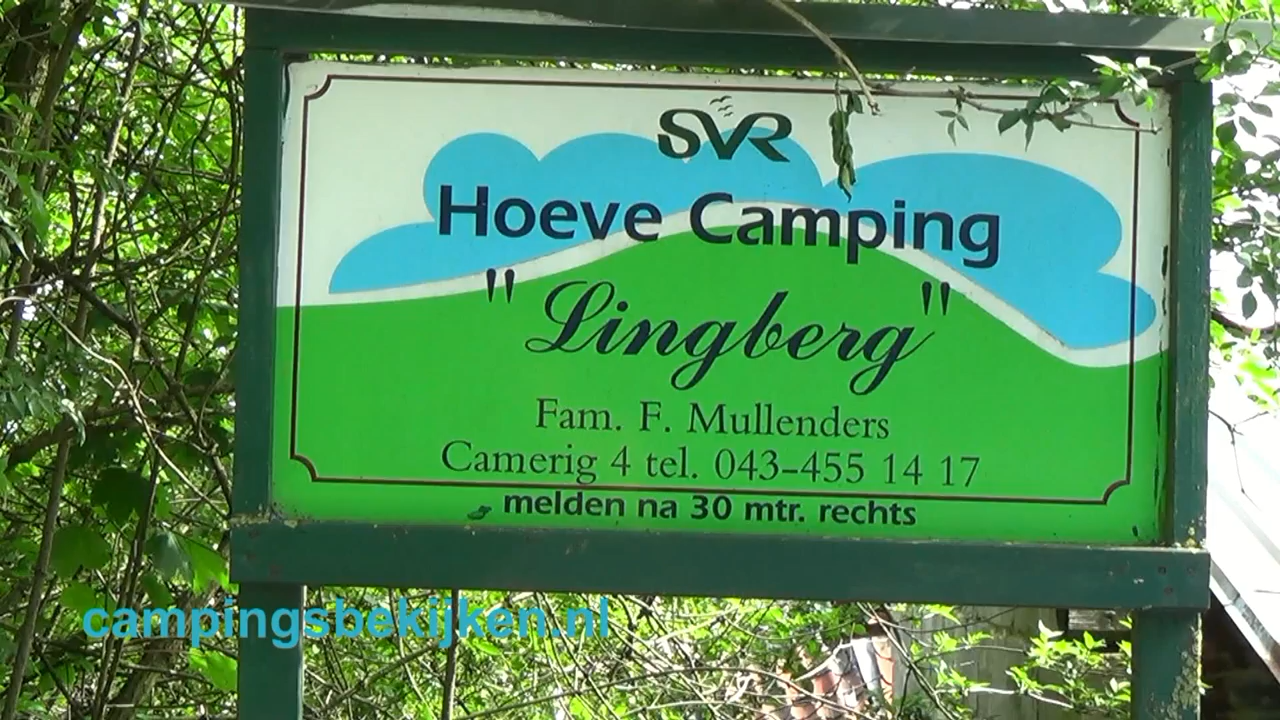 SVR
Hoeve Camping
"Lingberg"
Fam. F. Mullenders
Camerig 4 tel. 043-455 14 17
melden na 30 mtr. rechts
campingsbekijken.nl